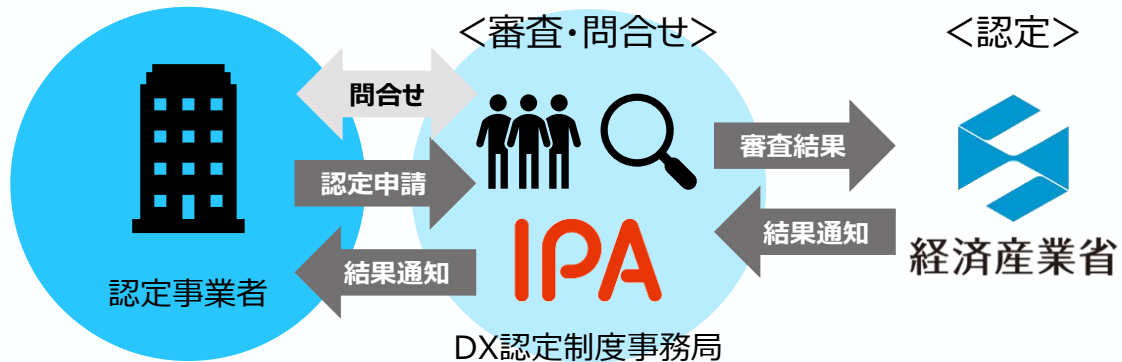 ＜審査･問合せ＞
＜認定＞
問合せ
認定申請
結果通知
審査結果
結果通知
認定事業者
IPA
DX認定制度事務局
経済産業省